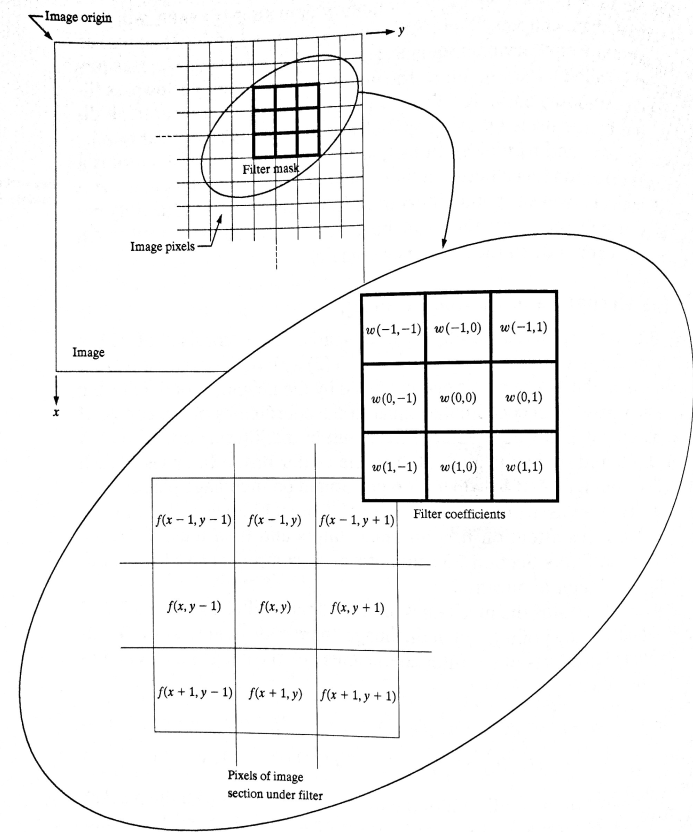 Image origin
y
Filter mask
Image pixels
Image
x
w(−1,−1) w(−1,0) w(−1,1)
w(0,−1) w(0,0) w(0,1)
w(1,−1) w(1,0) w(1,1)
Filter coefficients
f(x − 1, y − 1) f(x − 1, y) f(x − 1, y + 1)
f(x, y − 1) f(x, y) f(x, y + 1)
f(x + 1, y − 1) f(x + 1, y) f(x + 1, y + 1)
Pixels of image
section under filter